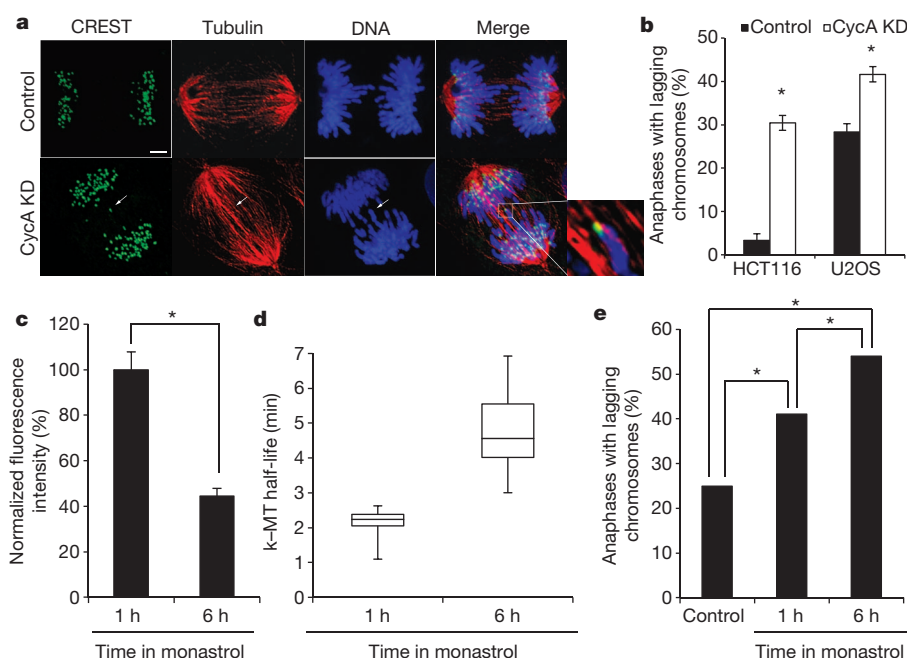 a
CREST Tubulin DNA Merge
Control
CycA KD
b
Control CycA KD
Anaphases with lagging
chromosomes (%)
50
40
30
20
10
0
* *
HCT116 U2OS
c
Normalized fluorescence
intensity (%)
120
100
80
60
40
20
0
*
1 h 6 h
Time in monastrol
d
k–MT half-life (min)
7
6
5
4
3
2
1
0
1 h 6 h
Time in monastrol
e
Anaphases with lagging
chromosomes (%)
60
50
40
30
20
10
0
*
*
*
Control 1 h 6 h
Time in monastrol